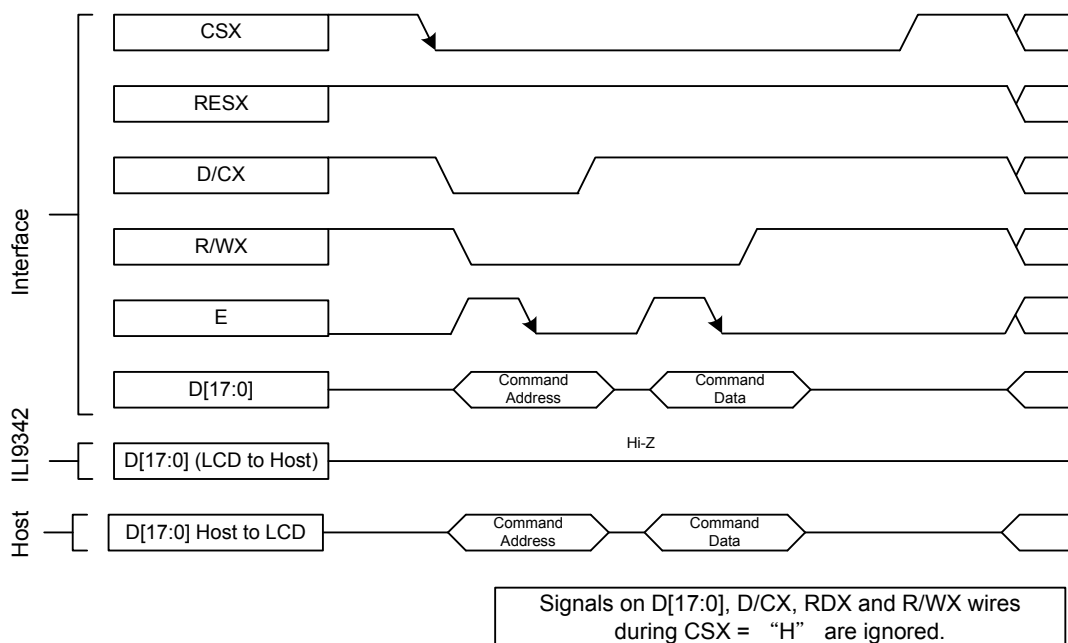 Interface
CSX
RESX
D/CX
R/WX
E
D[17:0]
Command
Address
Command
Data
ILI9342
D[17:0] (LCD to Host)
Hi-Z
Host
D[17:0] Host to LCD
Command
Address
Command
Data
Signals on D[17:0], D/CX, RDX and R/WX wires
during CSX = “H” are ignored.